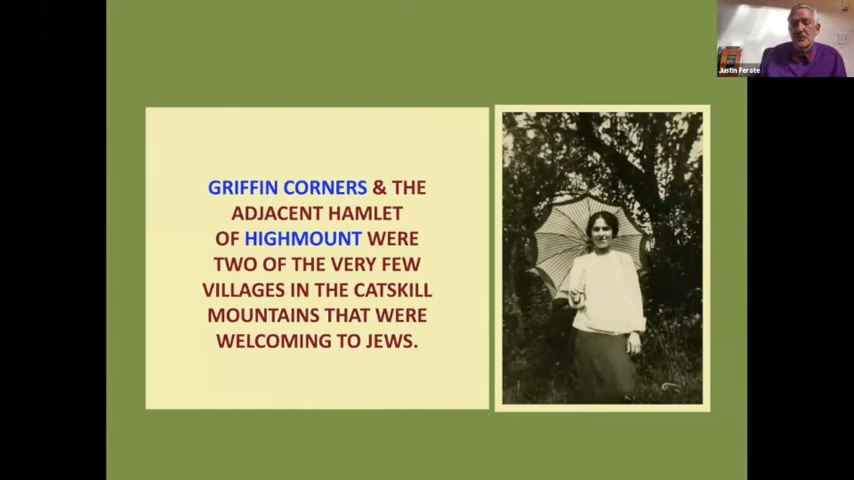 Justin Ferate
GRIFFIN CORNERS & THE
ADJACENT HAMLET
OF HIGHMOUNT WERE
TWO OF THE VERY FEW
VILLAGES IN THE CATSKILL
MOUNTAINS THAT WERE
WELCOMING TO JEWS.